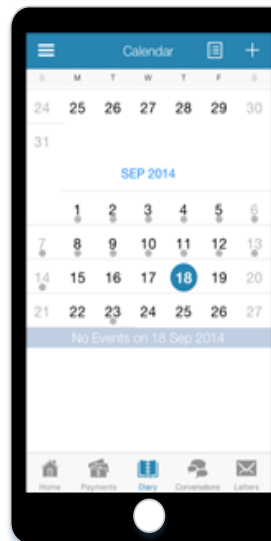 Calendar
S M T W T F S
24 25 26 27 28 29 30
31
SEP 2014
1 2 3 4 5 6
7 8 9 10 11 12 13
14 15 16 17 18 19 20
21 22 23 24 25 26 27
No Events on 18 Sep 2014
Home Payments Diary Conversations Letters